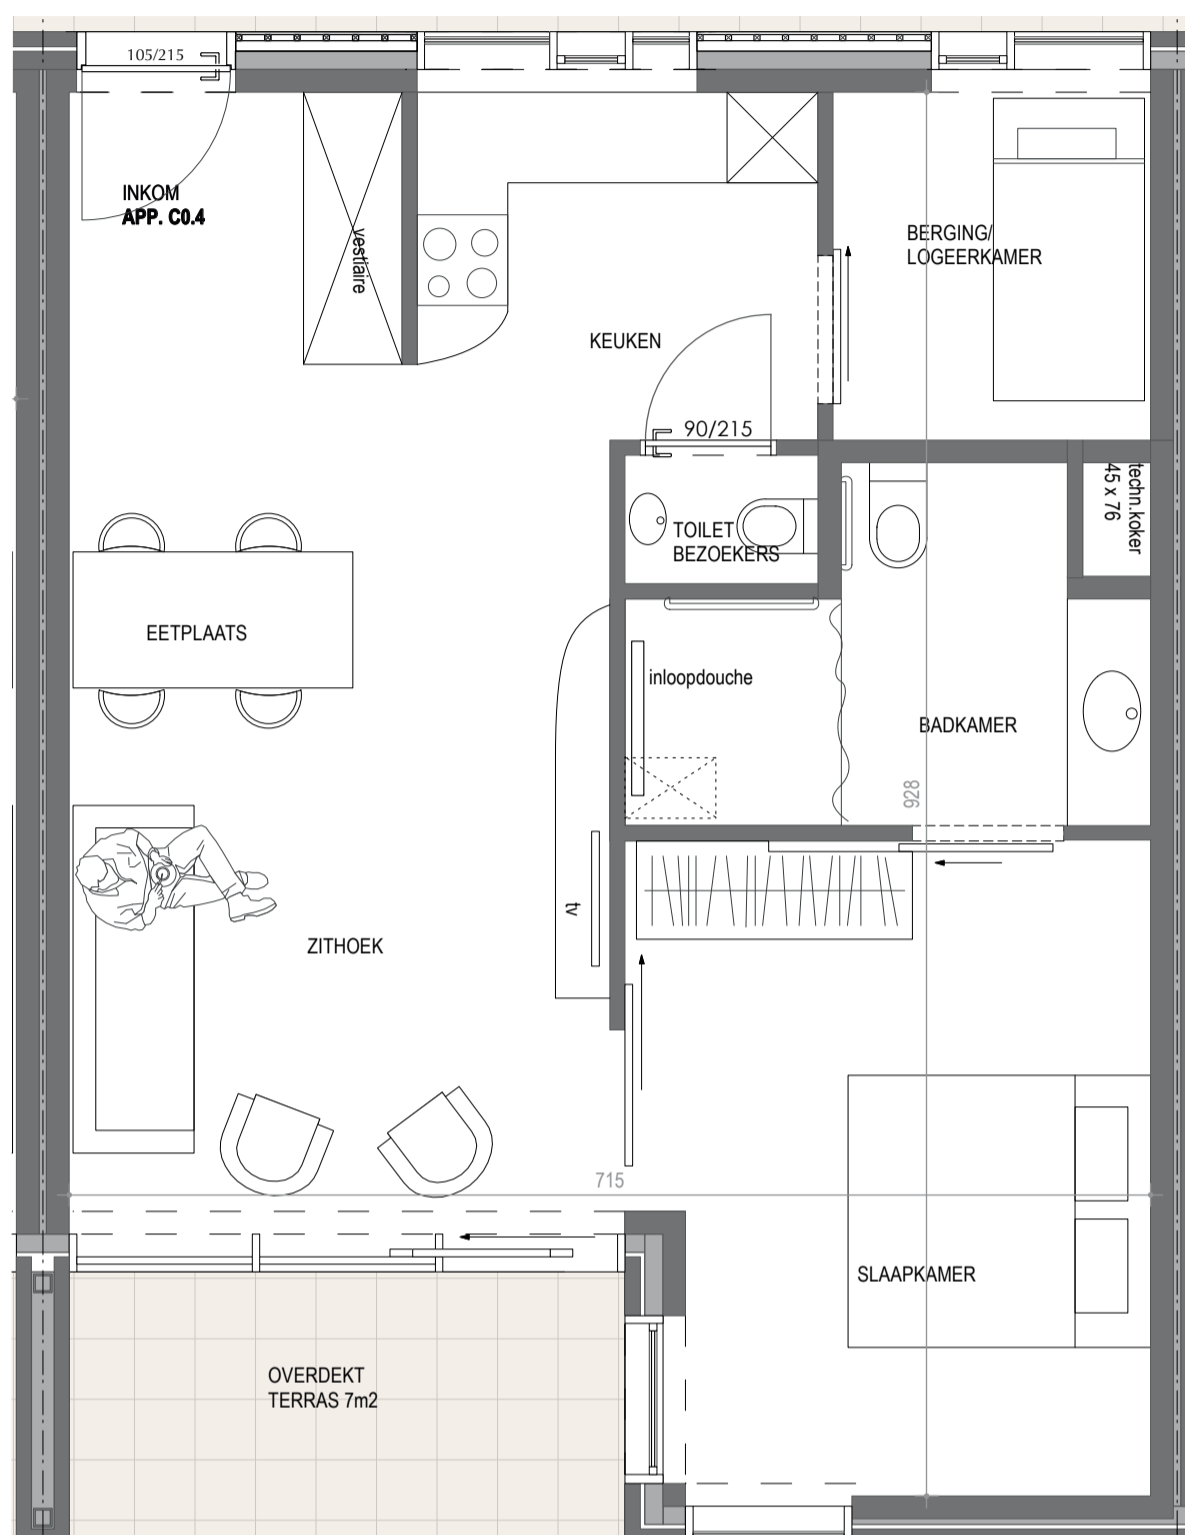 105/215
INKOM
APP. C0.4
vestiaire
BERGING/
LOGEERKAMER
KEUKEN
90/215
techn.koker
45 x 76
TOILET
BEZOEKERS
EETPLAATS
inloopdouche
BADKAMER
928
tv
ZITHOEK
715
SLAAPKAMER
OVERDEKT
TERRAS 7m2